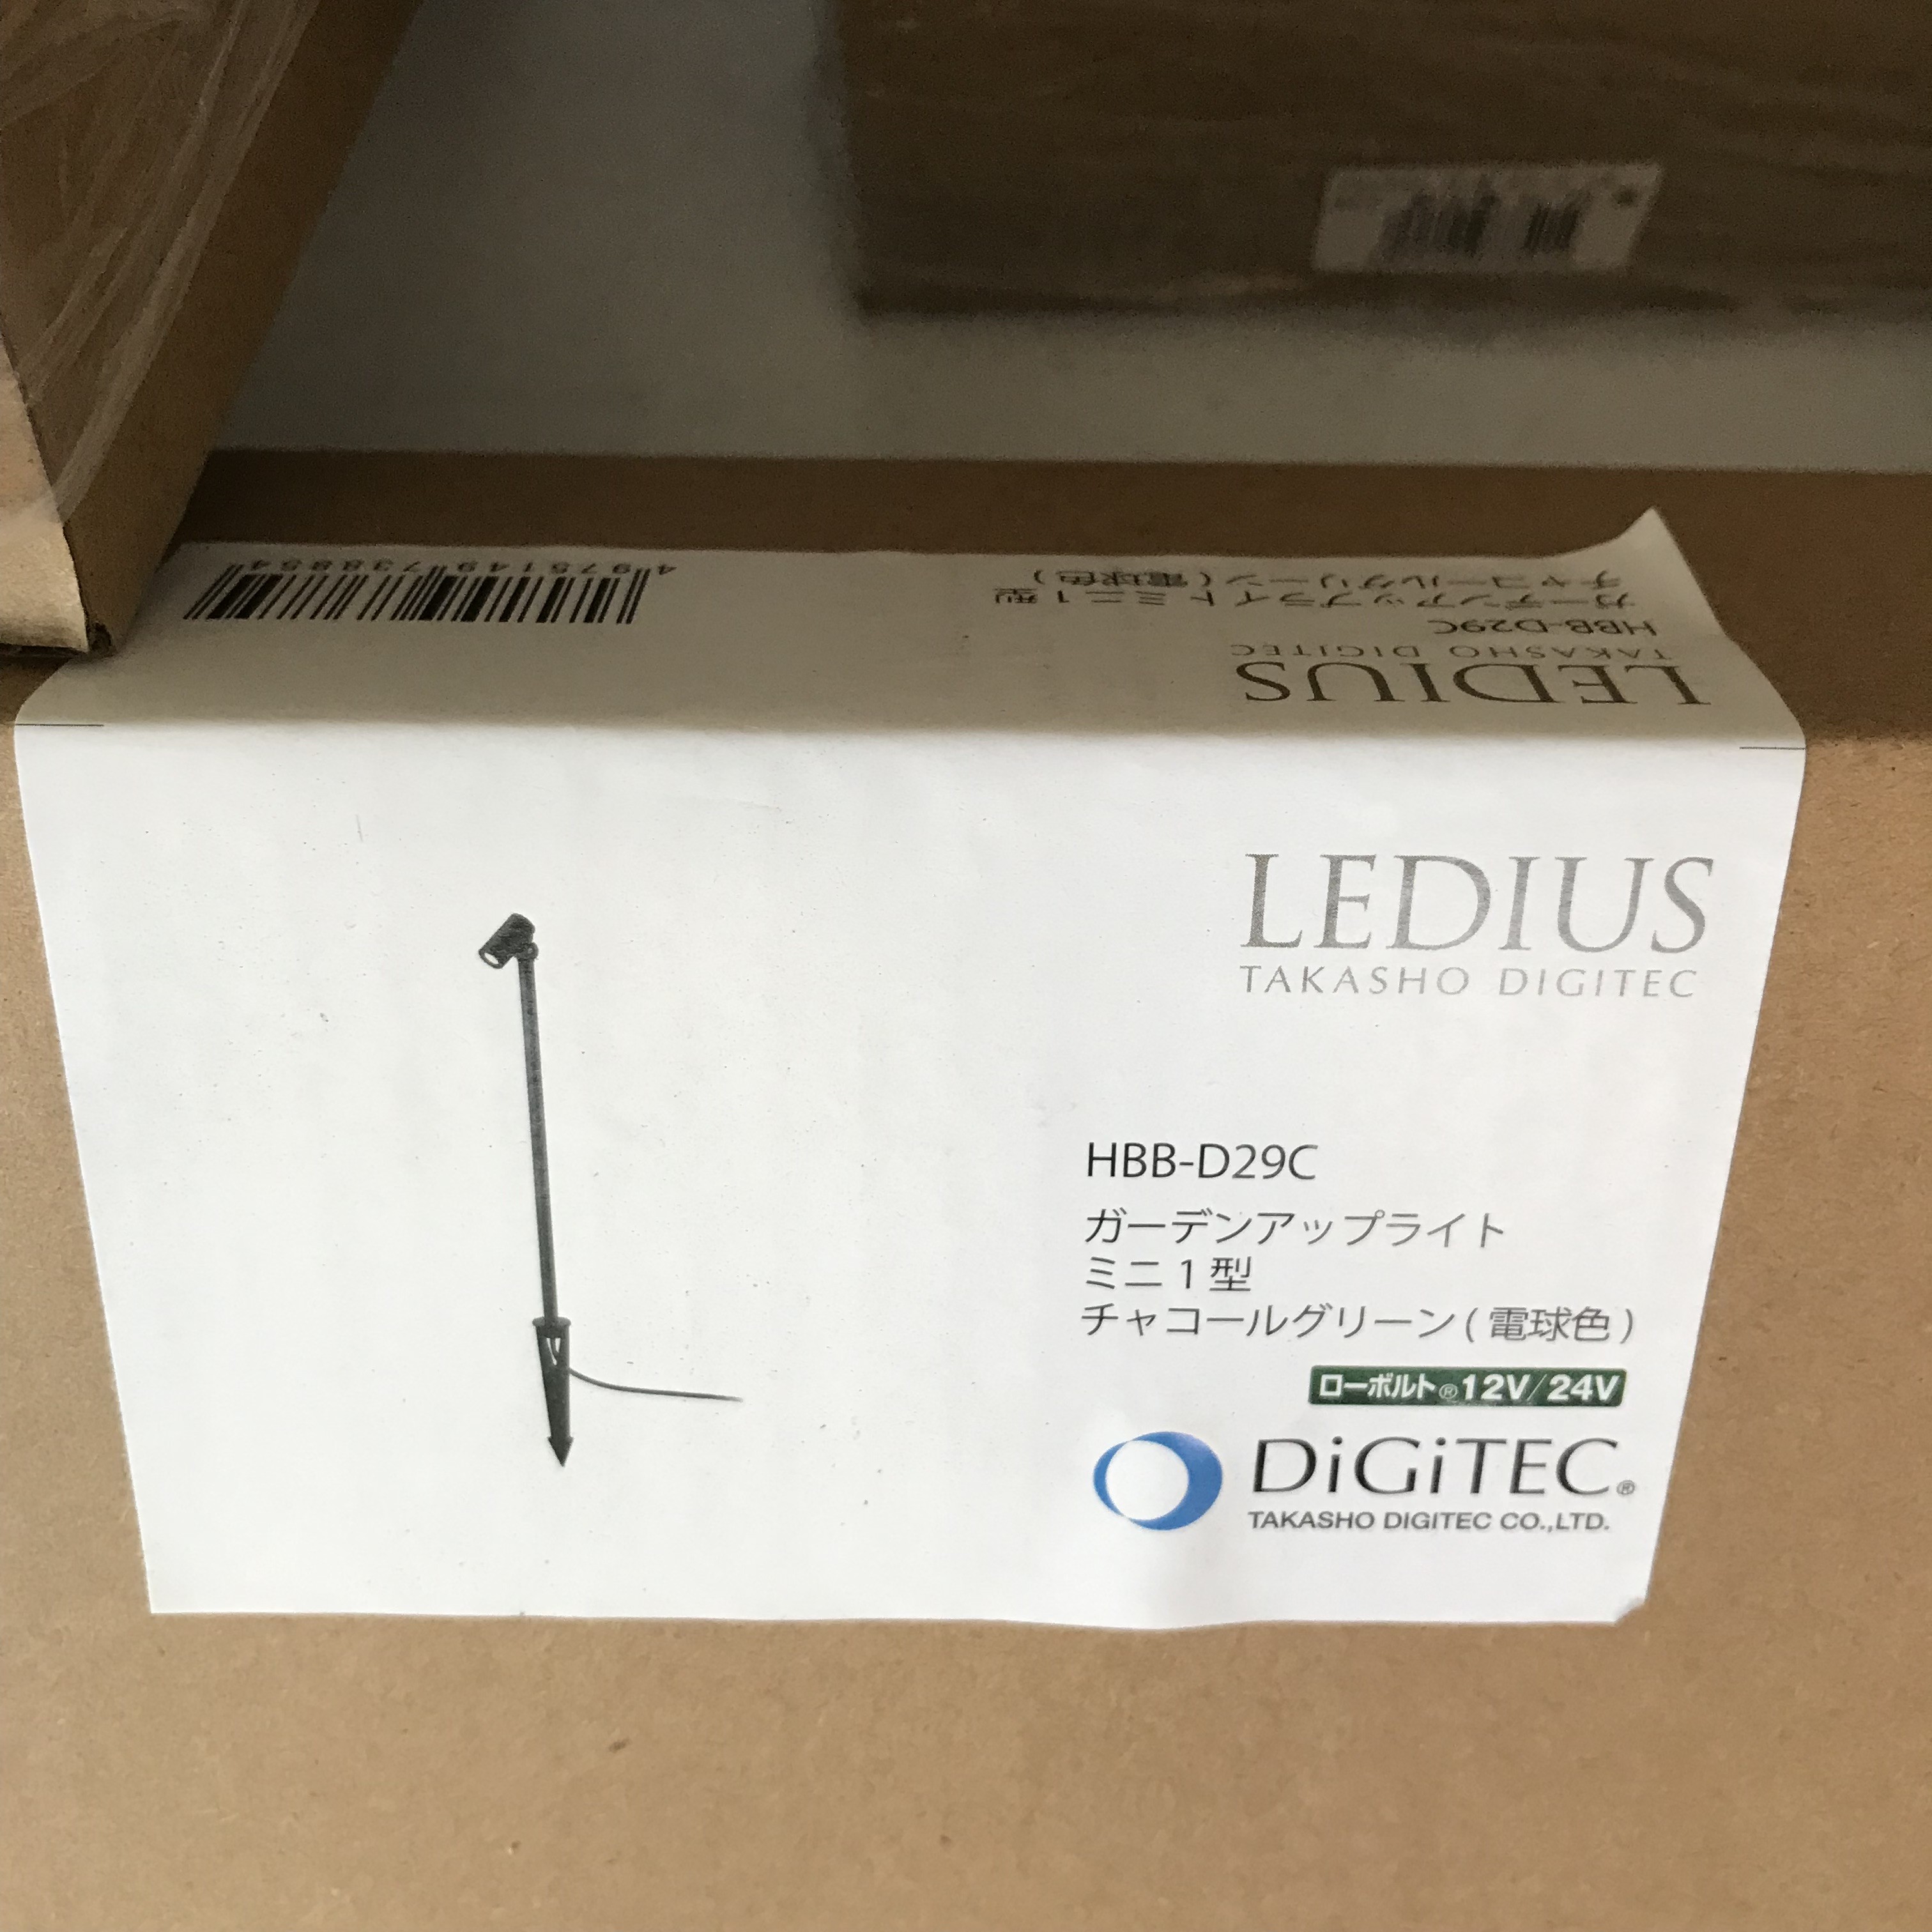 4975149738854
LEDIUS
TAKASHO DIGITEC
HBB-D29C
ガーデンアップライトミニ1型
チャコールグリーン(電球色)
LEDIUS
TAKASHO DIGITEC
HBB-D29C
ガーデンアップライト
ミニ1型
チャコールグリーン(電球色)
ローボルト®12V/24V
DiGiTEC®
TAKASHO DIGITEC CO.,LTD.